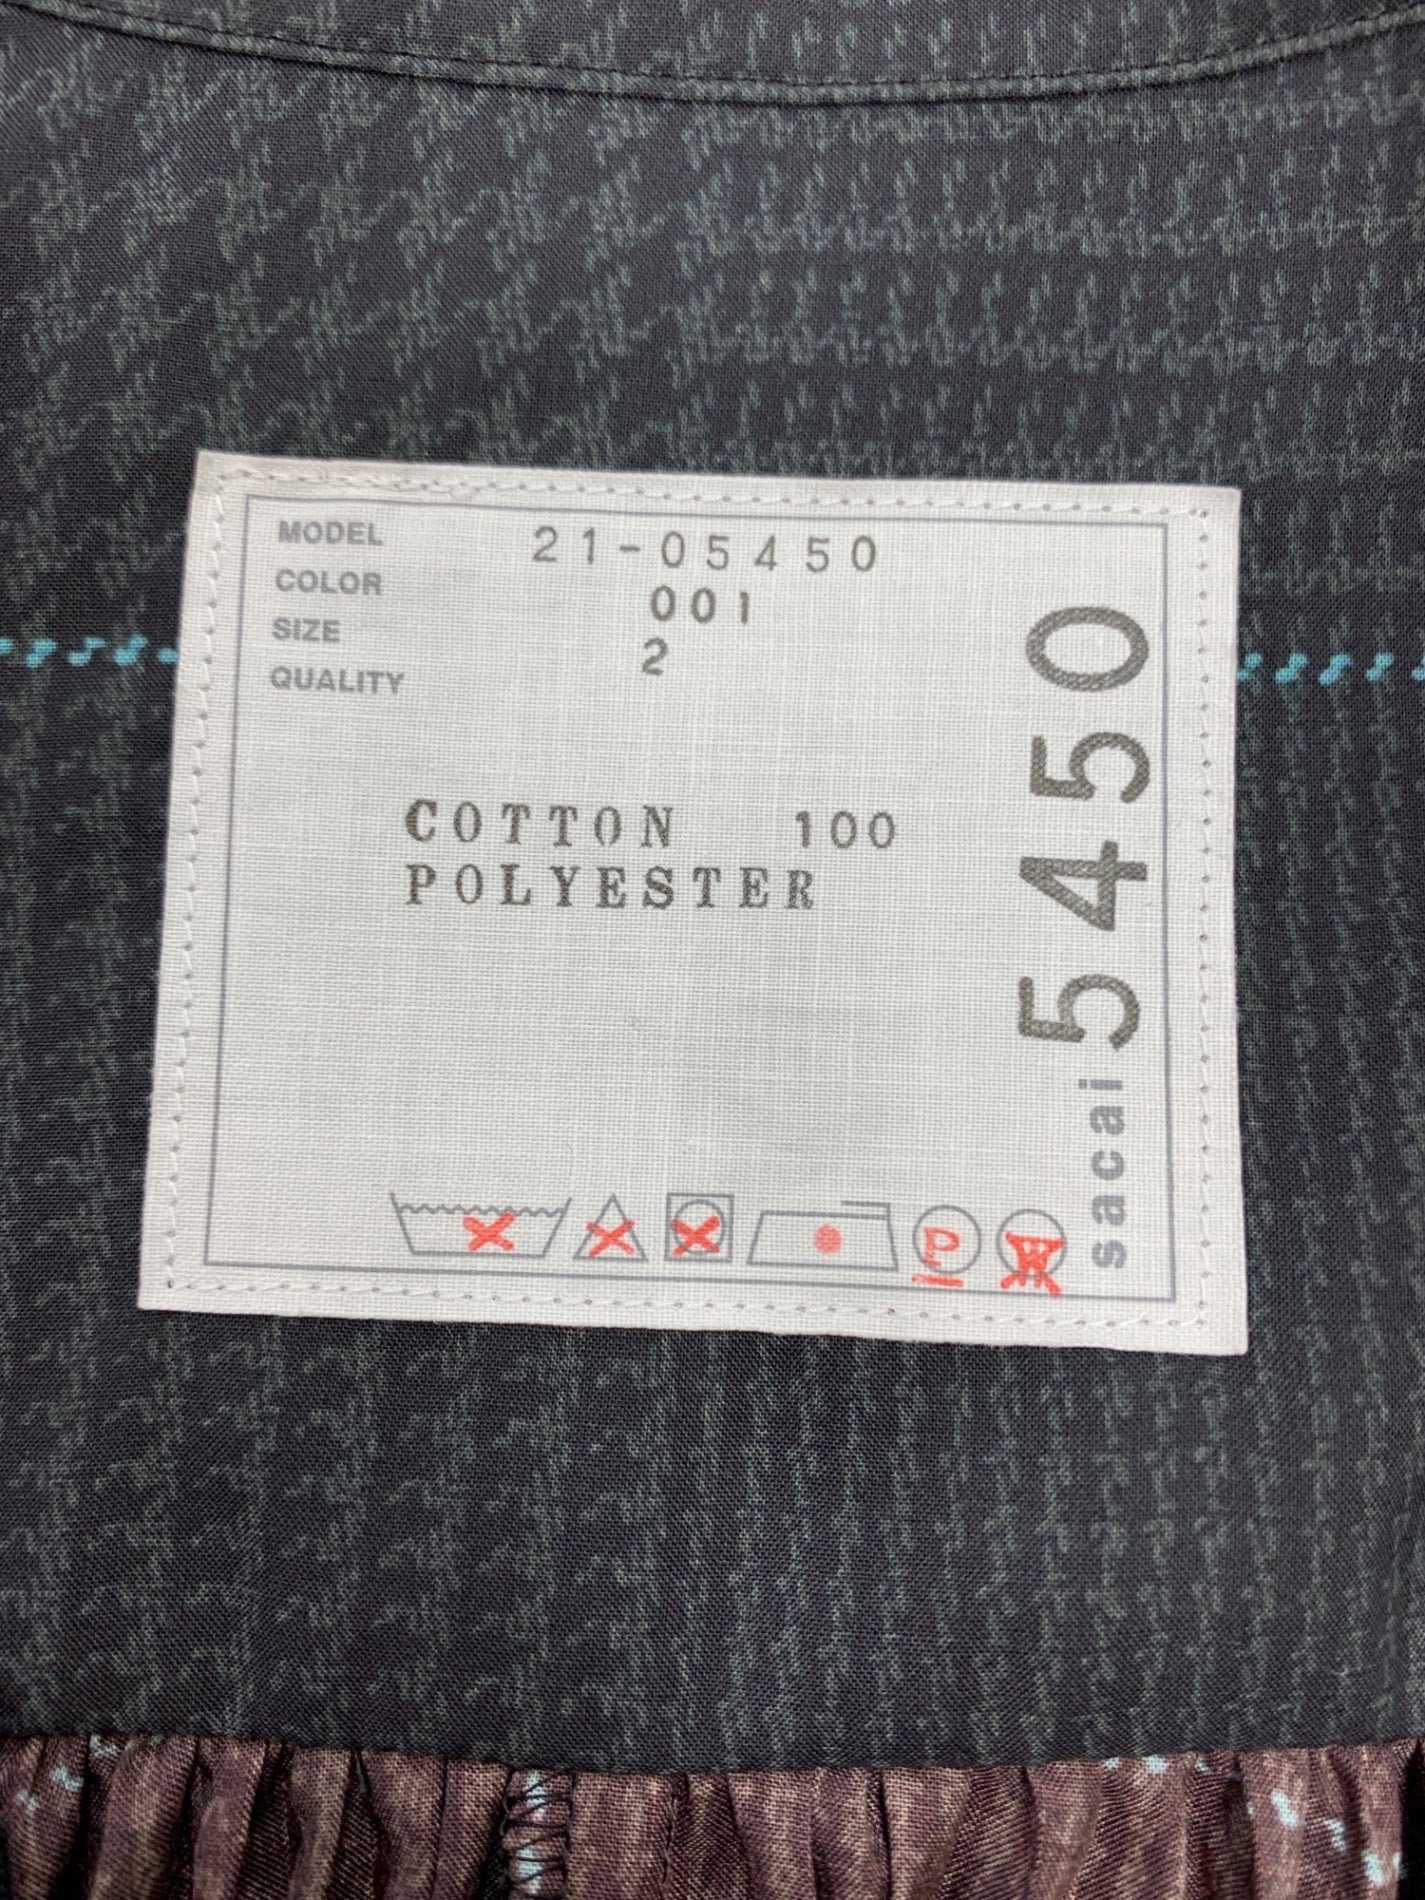 MODEL 21-05450
COLOR 001
SIZE 2
QUALITY
COTTON 100
POLYESTER
P
W
sacai 5450